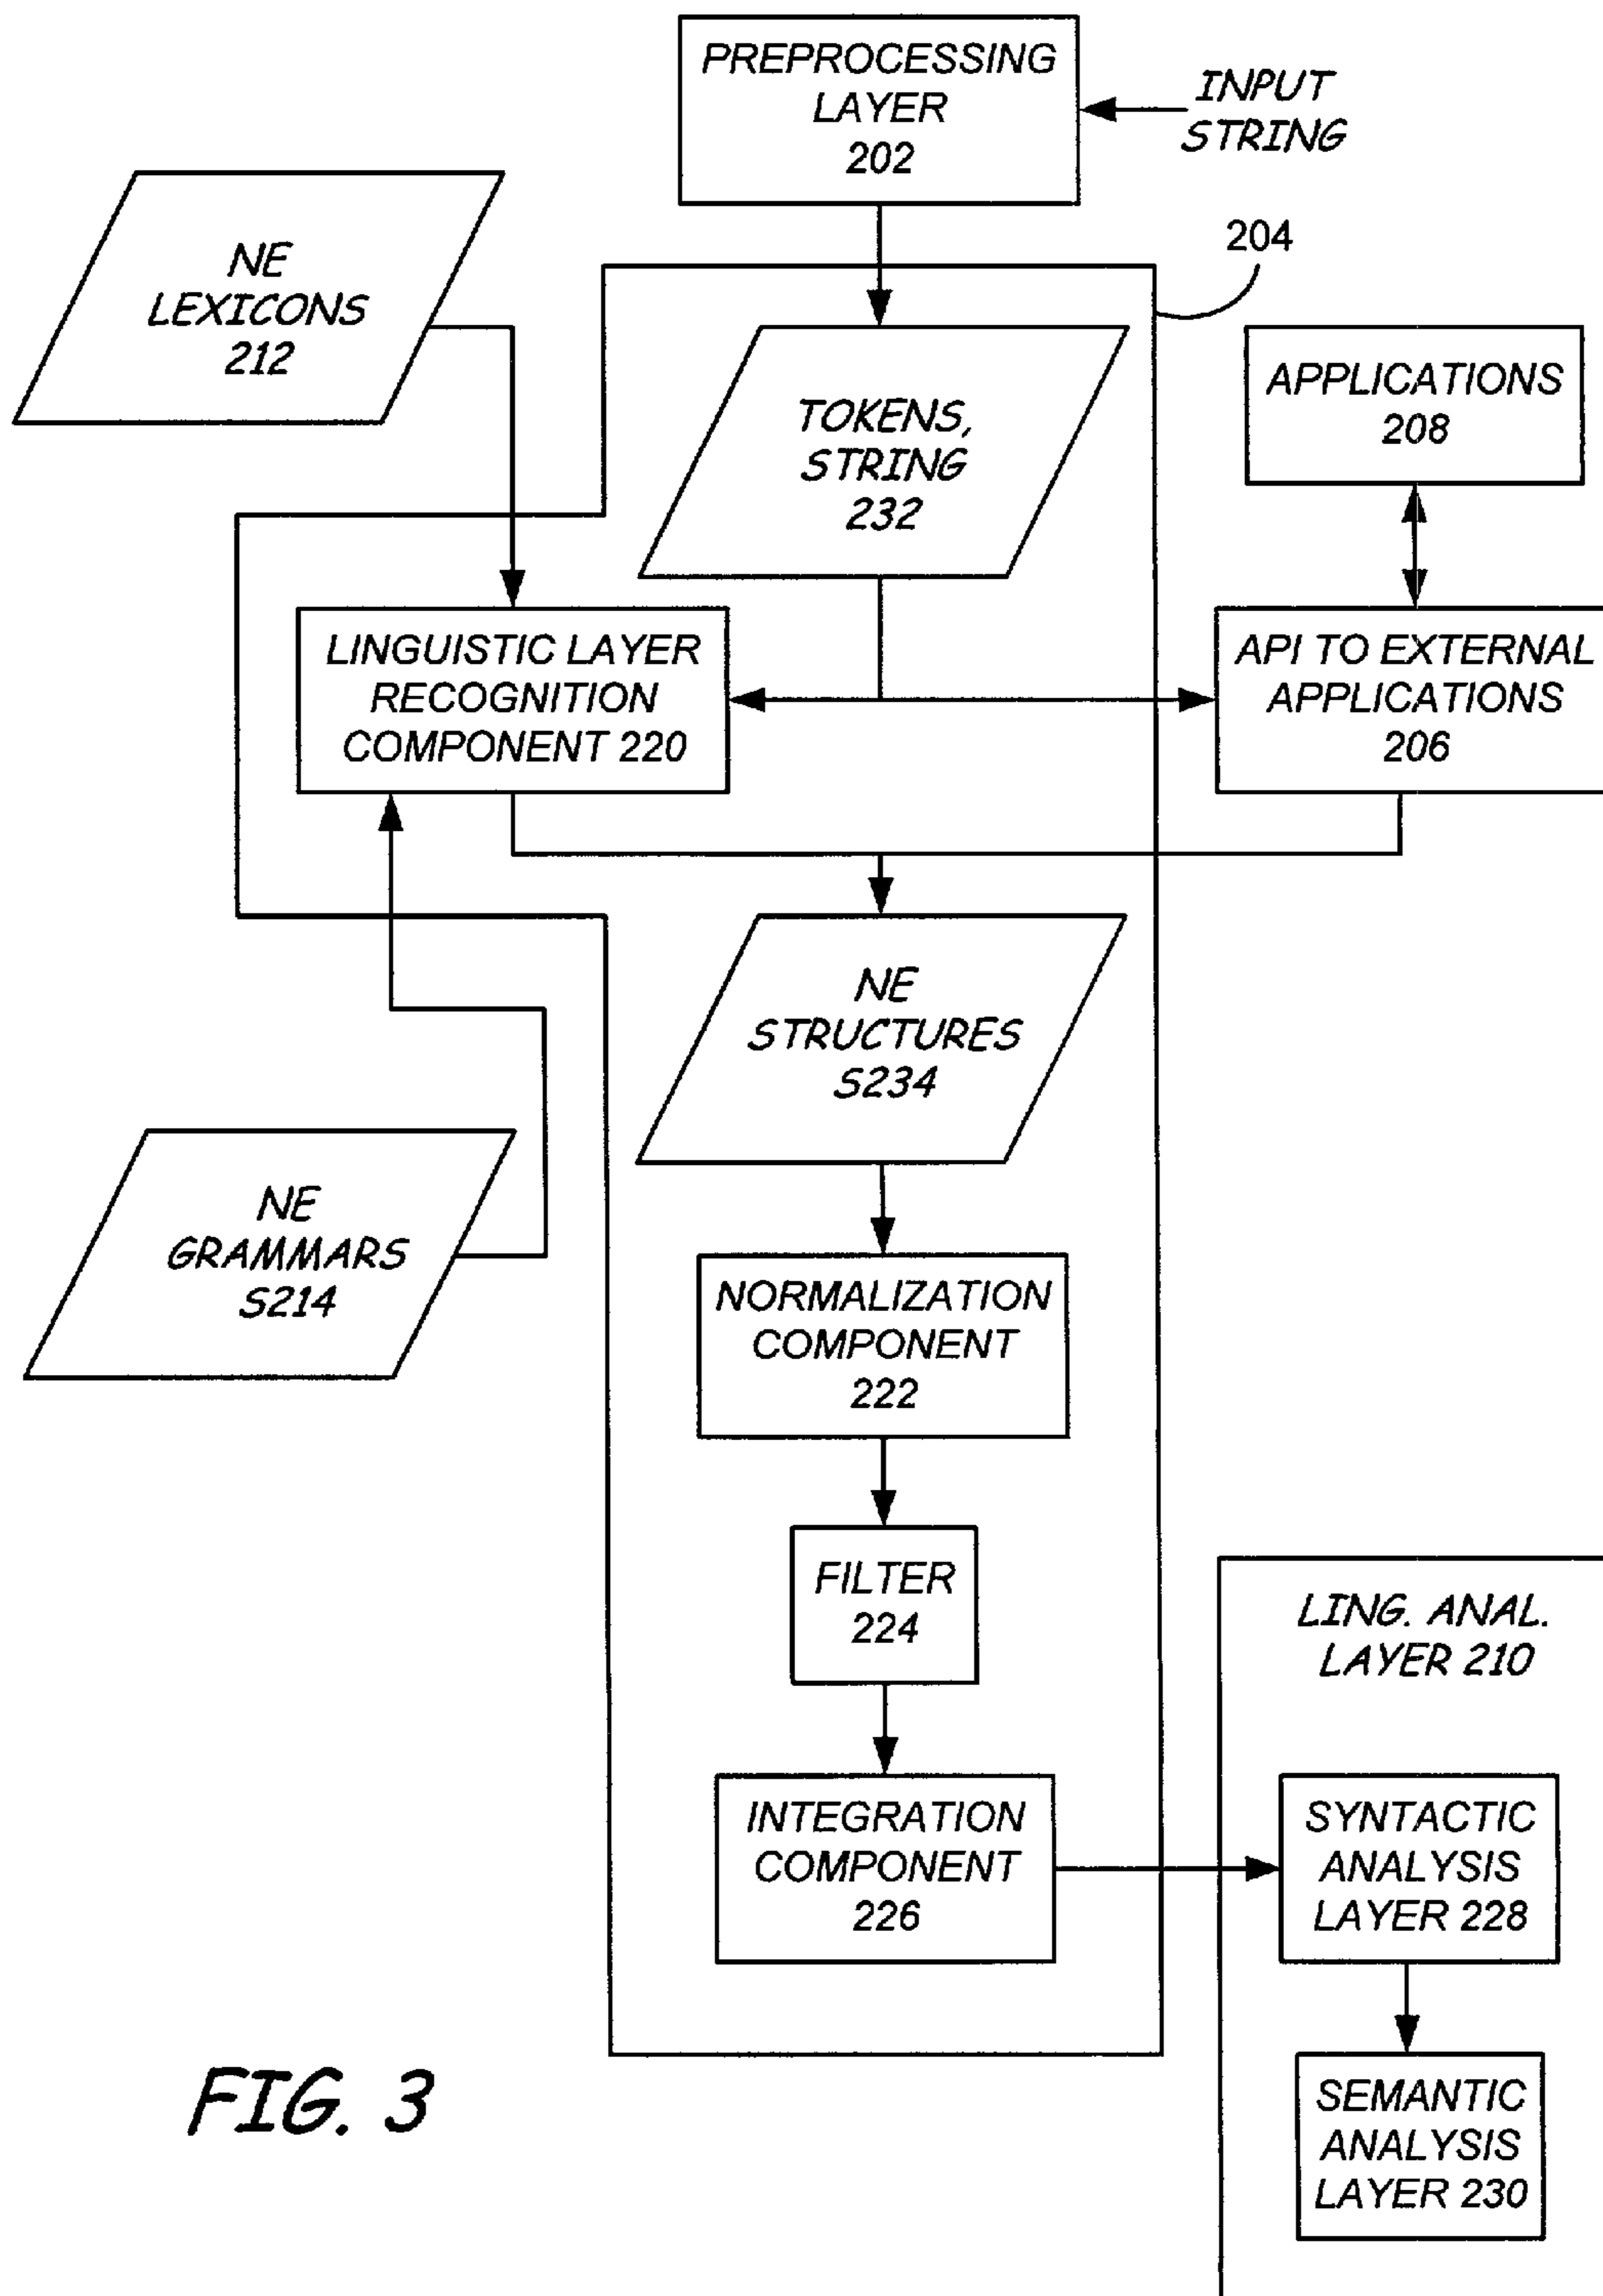 PREPROCESSING
LAYER
202
INPUT
STRING
204
NE
LEXICONS
212
TOKENS,
STRING
232
APPLICATIONS
208
LINGUISTIC LAYER
RECOGNITION
COMPONENT 220
API TO EXTERNAL
APPLICATIONS
206
NE
STRUCTURES
S234
NE
GRAMMARS
S214
NORMALIZATION
COMPONENT
222
FILTER
224
LING. ANAL.
LAYER 210
INTEGRATION
COMPONENT
226
SYNTACTIC
ANALYSIS
LAYER 228
SEMANTIC
ANALYSIS
LAYER 230
FIG. 3